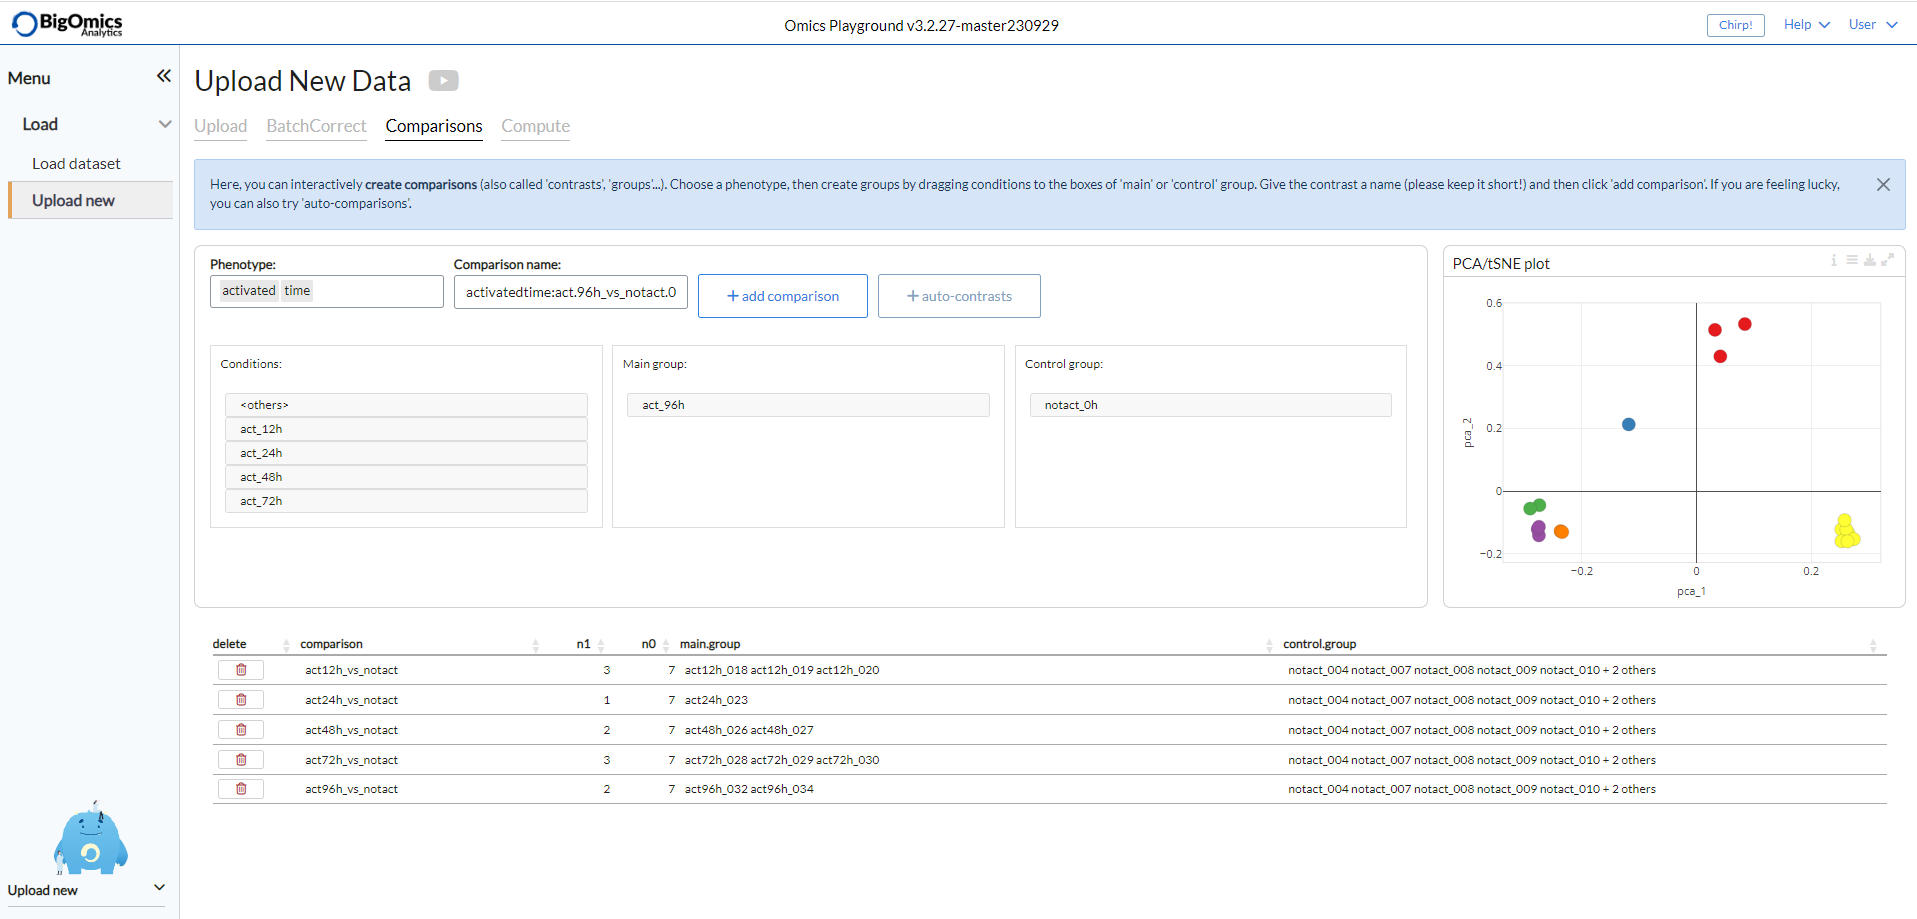 BigOmics
Analytics
Omics Playground v3.2.27-master230929
Chirp!
Help
User
Menu
Load
Load dataset
Upload new
Upload New Data
Upload BatchCorrect Comparisons Compute
Here, you can interactively create comparisons (also called 'contrasts', 'groups'...). Choose a phenotype, then create groups by dragging conditions to the boxes of 'main' or 'control' group. Give the contrast a name (please keep it short!) and then click 'add comparison'. If you are feeling lucky,
you can also try 'auto-comparisons'.
Phenotype:
activated time
Comparison name:
activatedtime:act.96h_vs_notact.0
+ add comparison
+ auto-contrasts
Conditions:
<others>
act_12h
act_24h
act_48h
act_72h
Main group:
act_96h
Control group:
notact_0h
PCA/tSNE plot
0.6
0.4
0.2
0
−0.2
pca_2
−0.2 0 0.2
pca_1
delete comparison n1 n0 main.group control.group
act12h_vs_notact 3 7 act12h_018 act12h_019 act12h_020 notact_004 notact_007 notact_008 notact_009 notact_010 + 2 others
act24h_vs_notact 1 7 act24h_023 notact_004 notact_007 notact_008 notact_009 notact_010 + 2 others
act48h_vs_notact 2 7 act48h_026 act48h_027 notact_004 notact_007 notact_008 notact_009 notact_010 + 2 others
act72h_vs_notact 3 7 act72h_028 act72h_029 act72h_030 notact_004 notact_007 notact_008 notact_009 notact_010 + 2 others
act96h_vs_notact 2 7 act96h_032 act96h_034 notact_004 notact_007 notact_008 notact_009 notact_010 + 2 others
Upload new